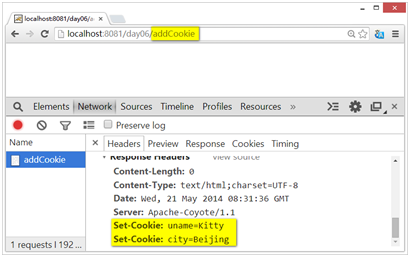 localhost:8081/day06/addCookie
localhost:8081/day06/addCookie
Elements Network Sources Timeline Profiles Resources »
Preserve log
Name
Headers Preview Response Cookies Timing
addCookie
Response Headers view source
Content-Length: 0
Content-Type: text/html;charset=UTF-8
Date: Wed, 21 May 2014 08:31:36 GMT
Server: Apache-Coyote/1.1
Set-Cookie: uname=Kitty
Set-Cookie: city=Beijing
1 requests | 192 ...